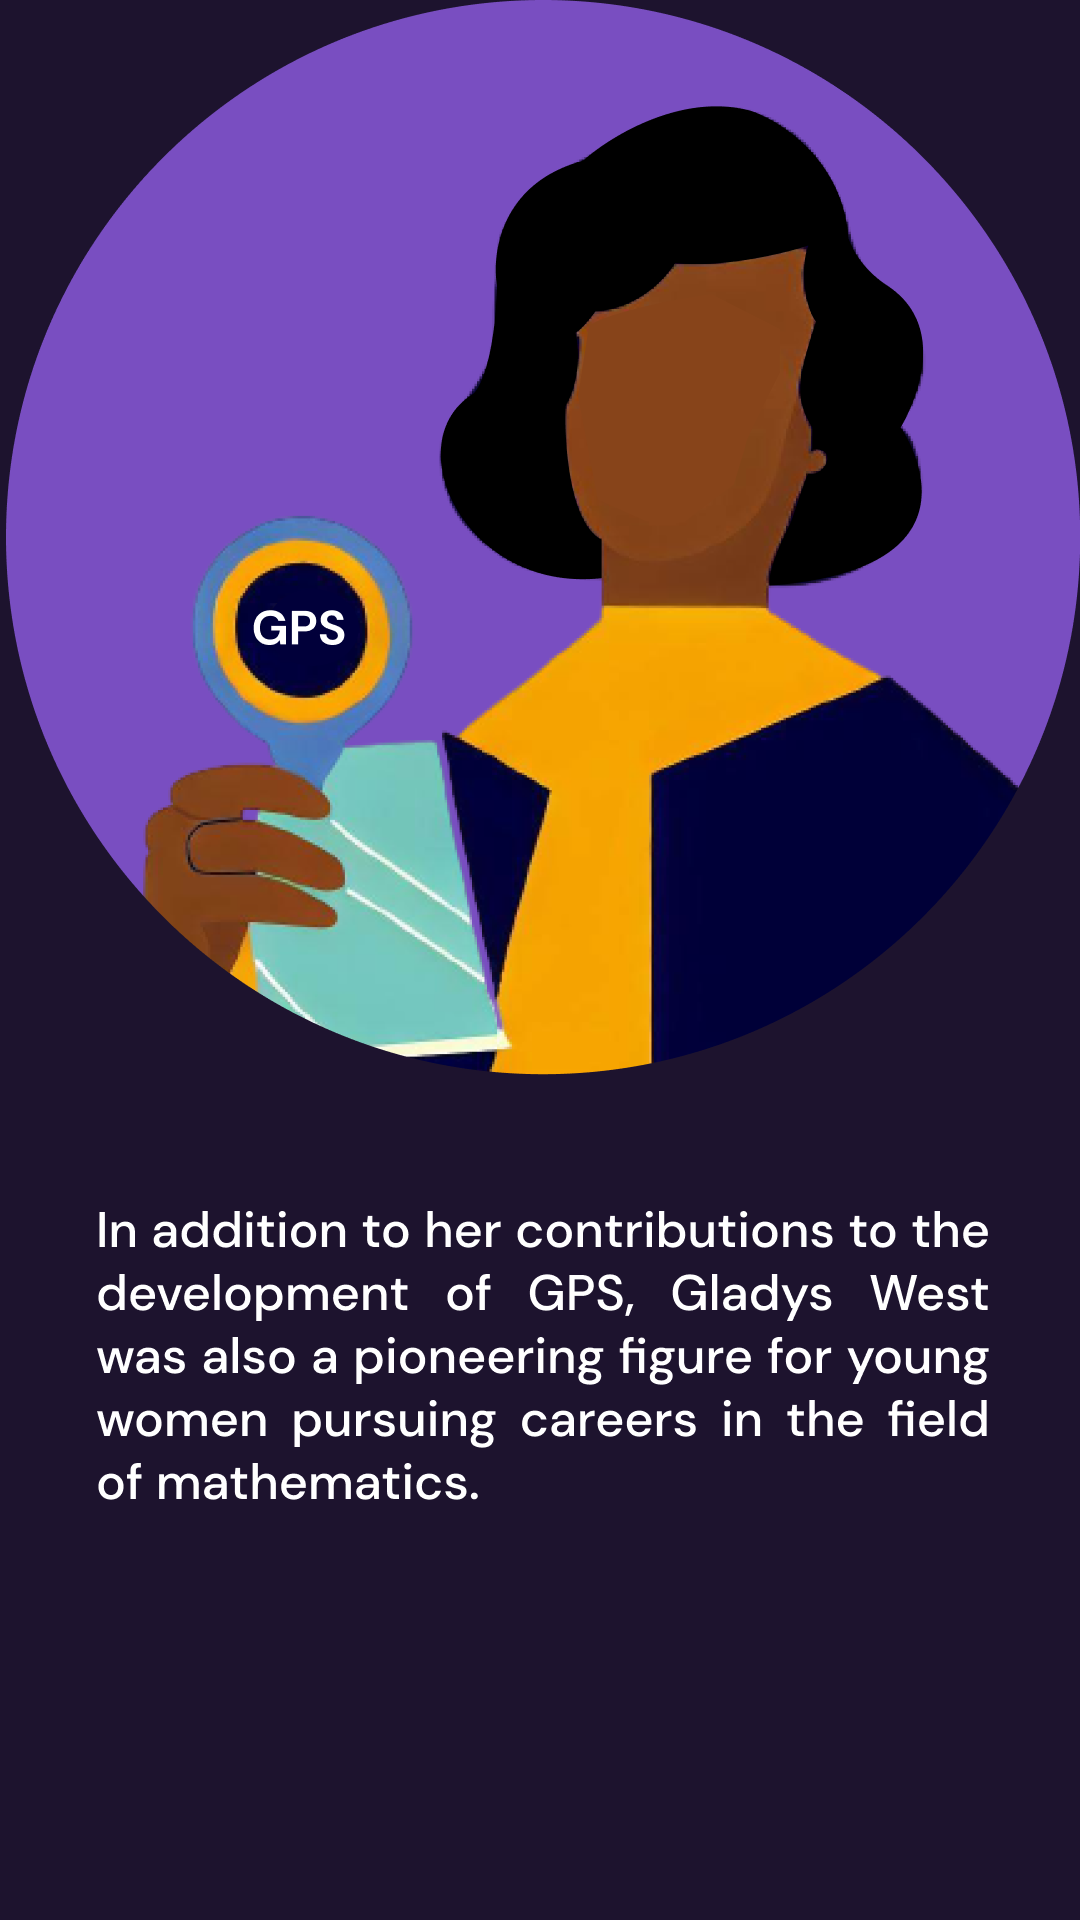 GPS
In addition to her contributions to the
development of GPS, Gladys West
was also a pioneering figure for young
women pursuing careers in the field
of mathematics.